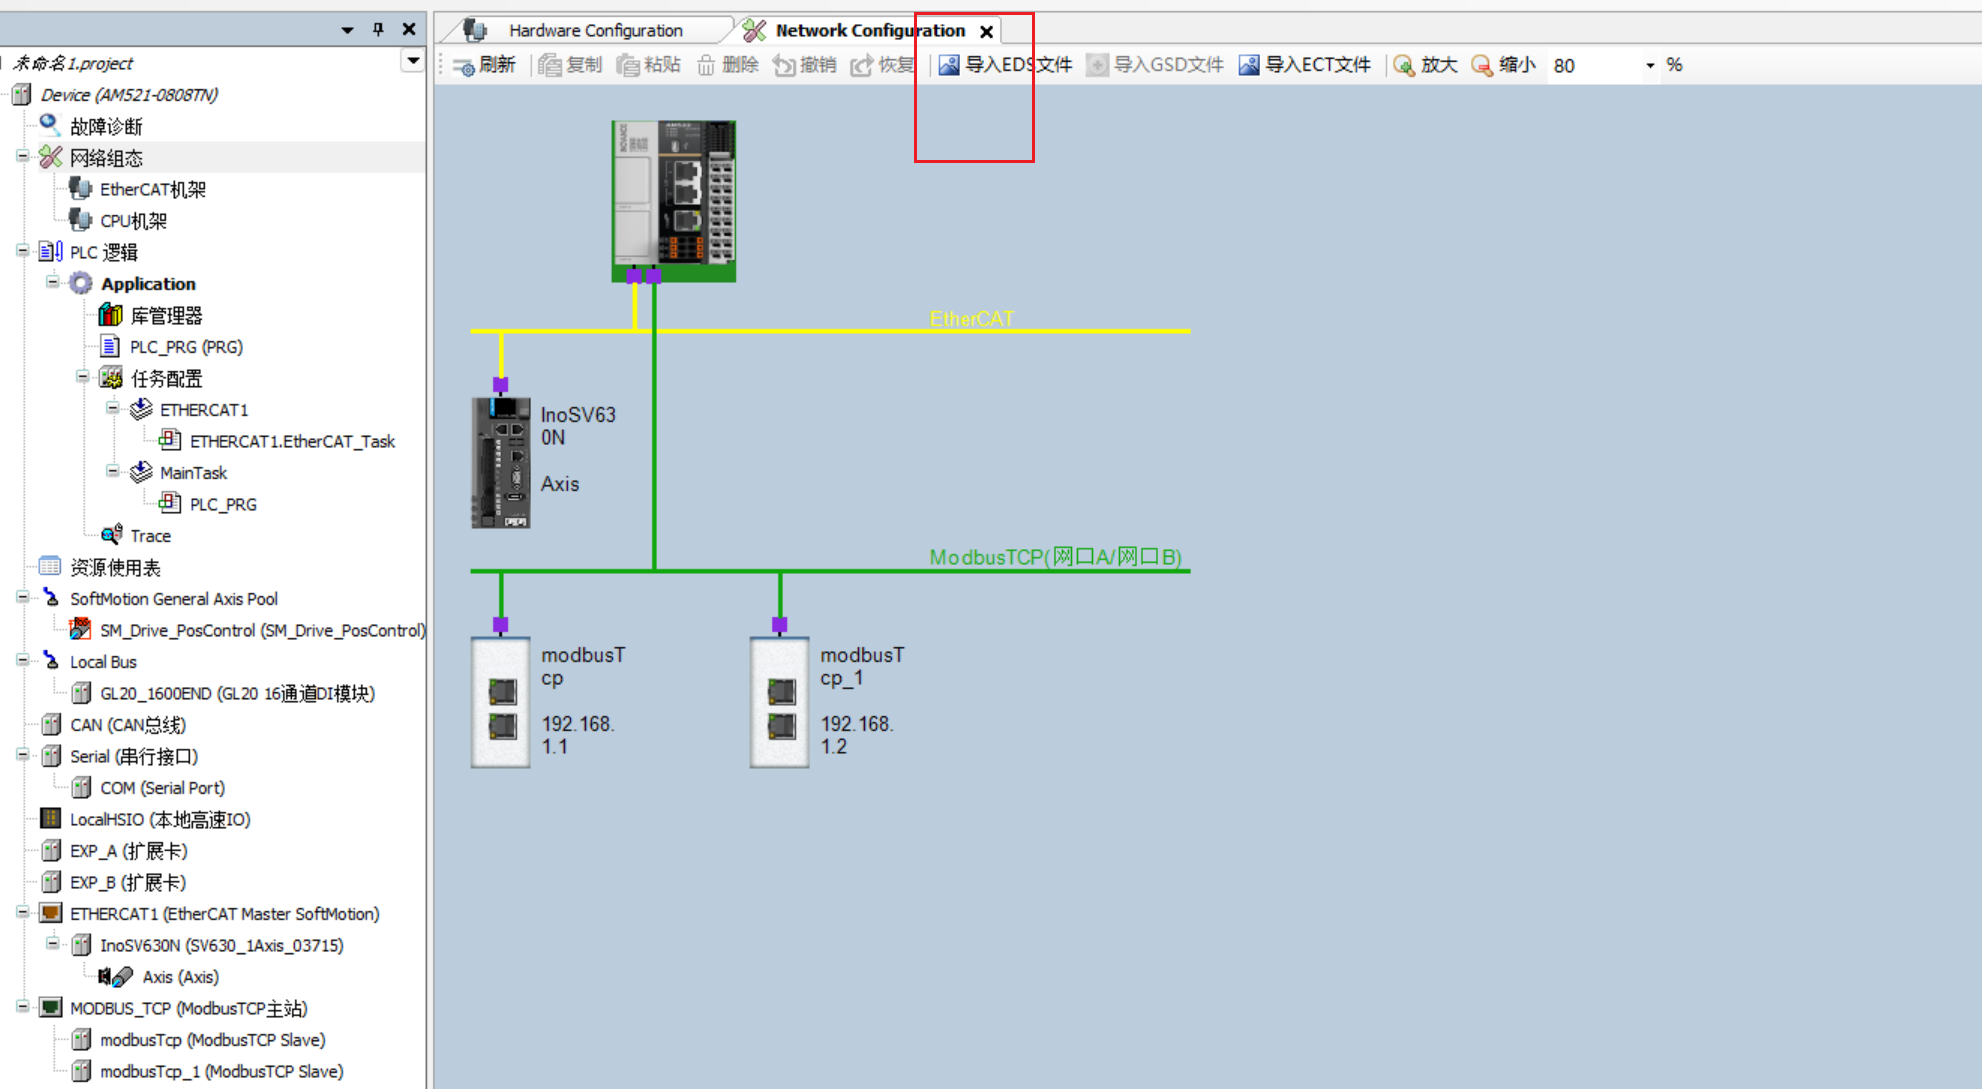 Hardware Configuration
Network Configuration
刷新 复制 粘贴 删除 撤销 恢复 导入EDS文件 导入GSD文件 导入ECT文件 放大 缩小 80 %
未命名1.project
Device (AM521-0808TN)
故障诊断
网络组态
EtherCAT机架
CPU机架
PLC 逻辑
Application
库管理器
PLC_PRG (PRG)
任务配置
ETHERCAT1
ETHERCAT1.EtherCAT_Task
MainTask
PLC_PRG
Trace
资源使用表
SoftMotion General Axis Pool
SM_Drive_PosControl (SM_Drive_PosControl)
Local Bus
GL20_1600END (GL20 16通道DI模块)
CAN (CAN总线)
Serial (串行接口)
COM (Serial Port)
LocalHSIO (本地高速IO)
EXP_A (扩展卡)
EXP_B (扩展卡)
ETHERCAT1 (EtherCAT Master SoftMotion)
InoSV630N (SV630_1Axis_03715)
Axis (Axis)
MODBUS_TCP (ModbusTCP主站)
modbusTcp (ModbusTCP Slave)
modbusTcp_1 (ModbusTCP Slave)
EtherCAT
InoSV63
0N
Axis
ModbusTCP(网口A/网口B)
modbusT
cp
192.168.
1.1
modbusT
cp_1
192.168.
1.2